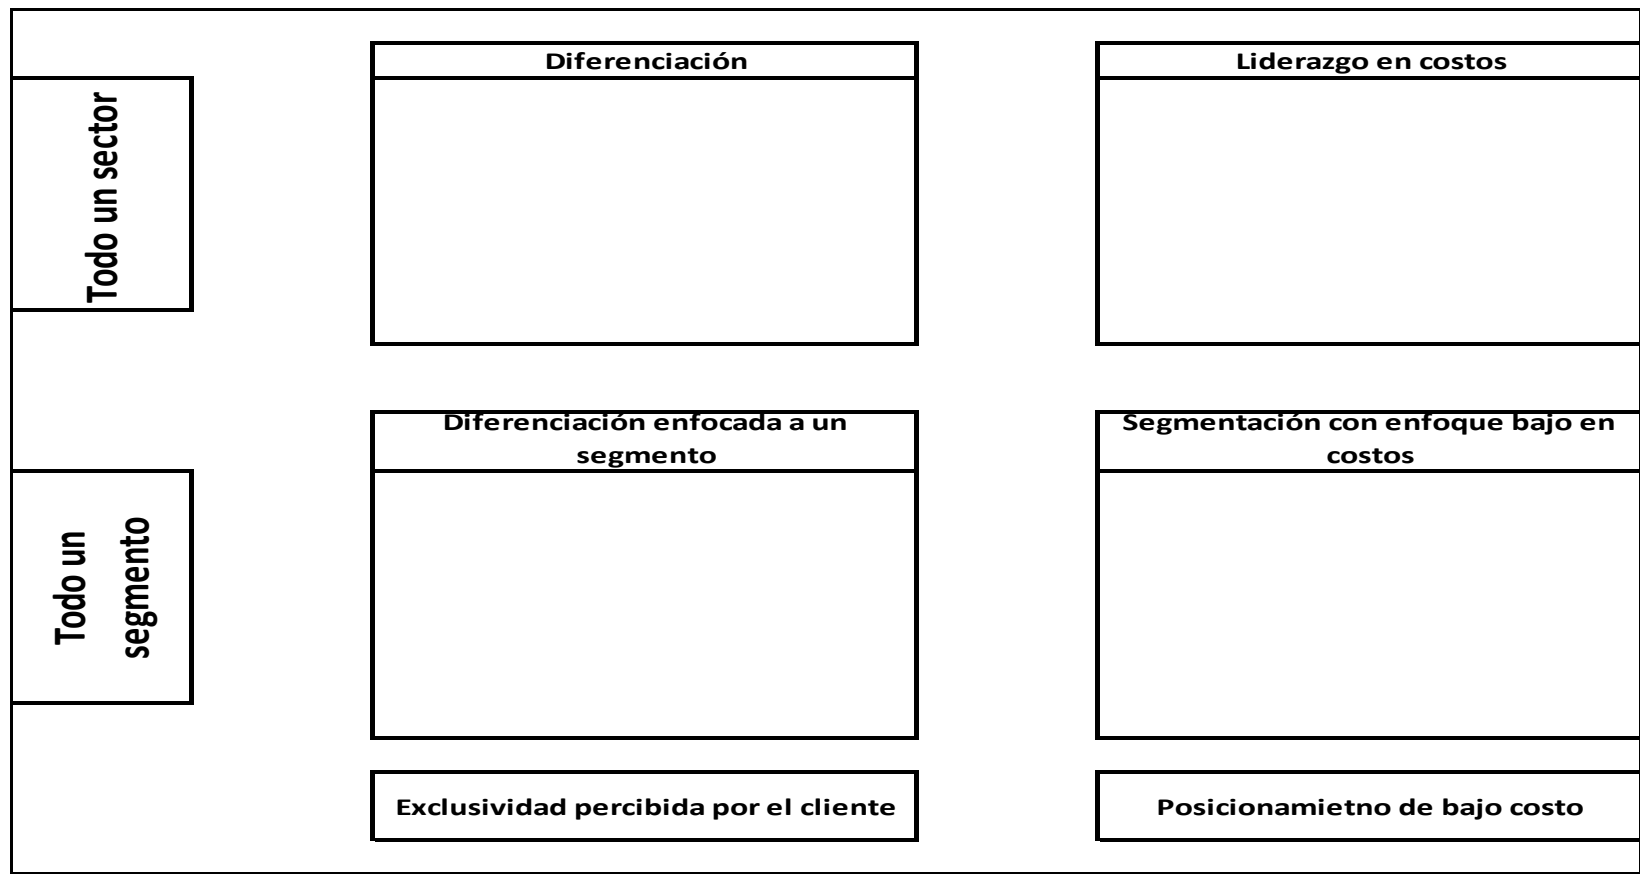 Diferenciación
Liderazgo en costos
Todo un sector
Diferenciación enfocada a un
segmento
Segmentación con enfoque bajo en
costos
Todo un
segmento
Exclusividad percibida por el cliente
Posicionamietno de bajo costo